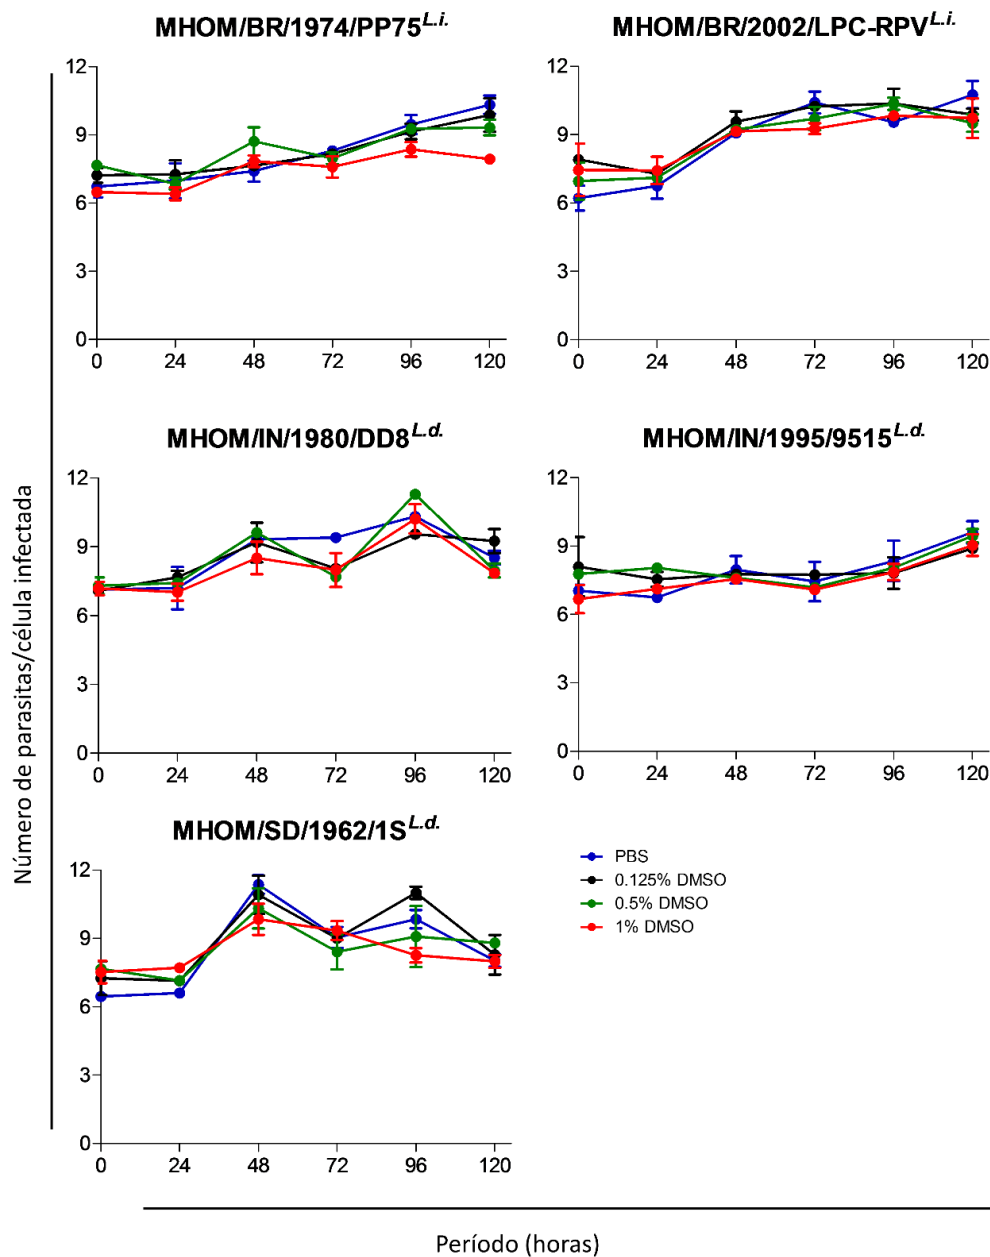 MHOM/BR/1974/PP75L.i.
12
9
6
3
0
0 24 48 72 96 120
MHOM/BR/2002/LPC-RPVL.i.
12
9
6
3
0
0 24 48 72 96 120
MHOM/IN/1980/DD8L.d.
12
9
6
3
0
0 24 48 72 96 120
MHOM/IN/1995/9515L.d.
12
9
6
3
0
0 24 48 72 96 120
MHOM/SD/1962/1SL.d.
12
9
6
3
0
0 24 48 72 96 120
PBS
0.125% DMSO
0.5% DMSO
1% DMSO
Número de parasitas/célula infectada
Período (horas)